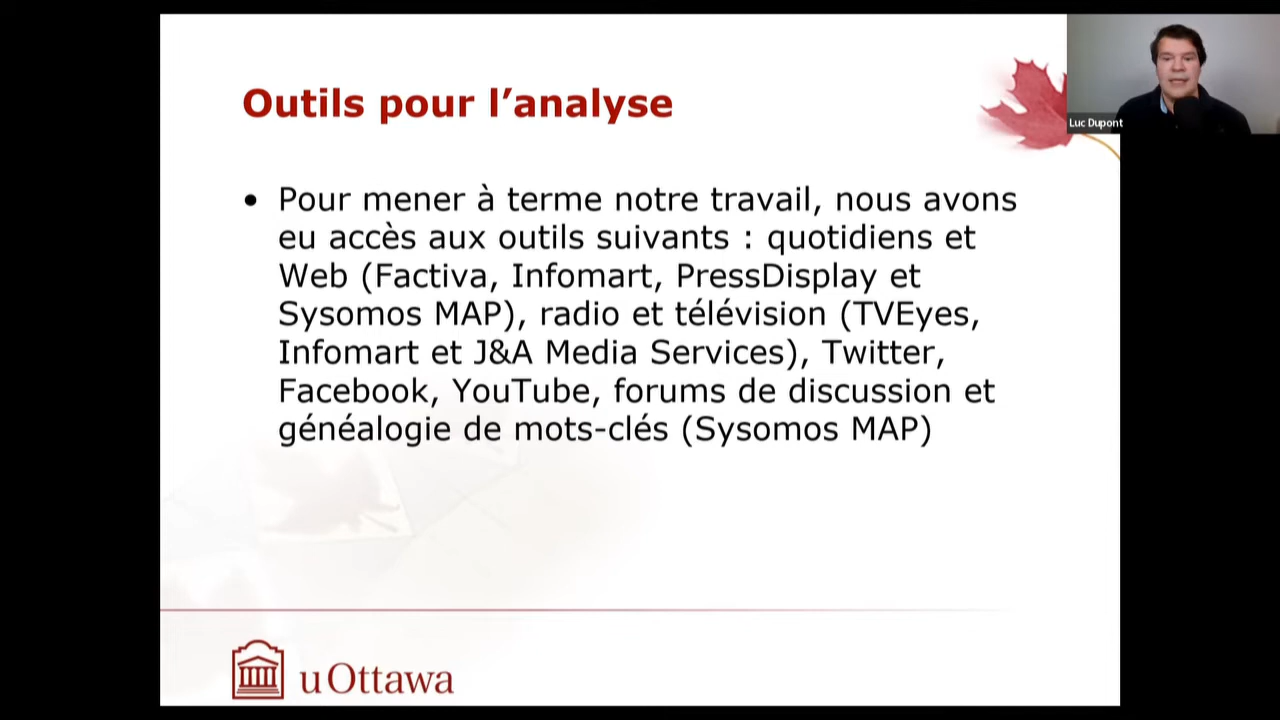 Outils pour l’analyse
Luc Dupont
• Pour mener à terme notre travail, nous avons
eu accès aux outils suivants : quotidiens et
Web (Factiva, Infomart, PressDisplay et
Sysomos MAP), radio et télévision (TVEyes,
Infomart et J&A Media Services), Twitter,
Facebook, YouTube, forums de discussion et
généalogie de mots-clés (Sysomos MAP)
uOttawa